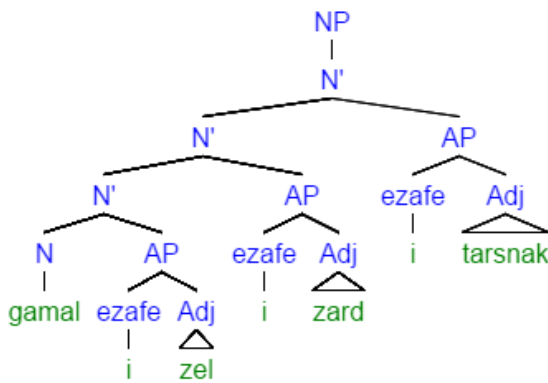 NP
N'
N' AP
N' AP ezafe Adj
N AP ezafe Adj i tarsnak
gamal ezafe Adj i zard
i zel